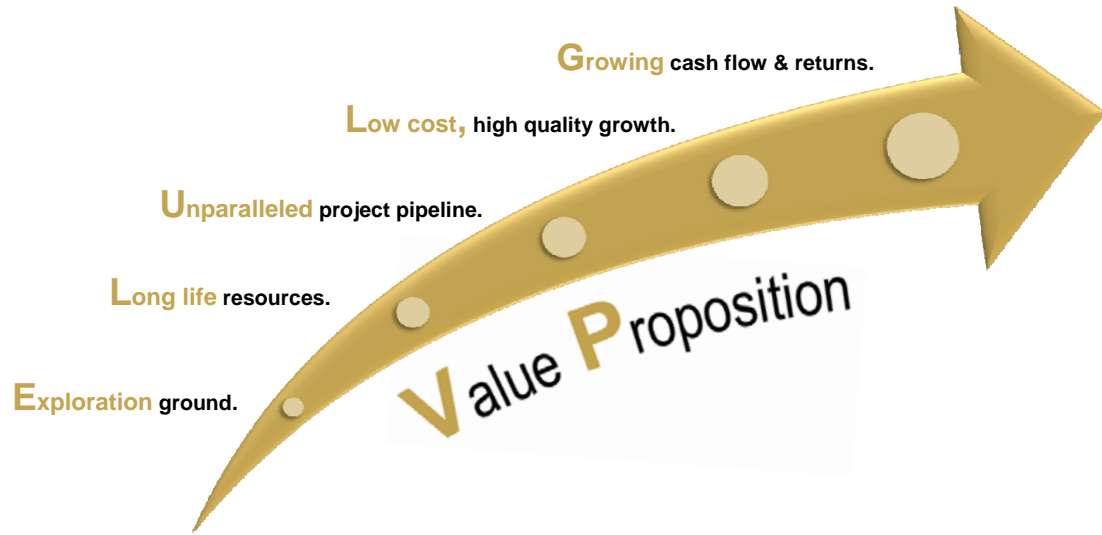 Growing cash flow & returns.
Low cost, high quality growth.
Unparalleled project pipeline.
Long life resources.
Exploration ground.
Value Proposition